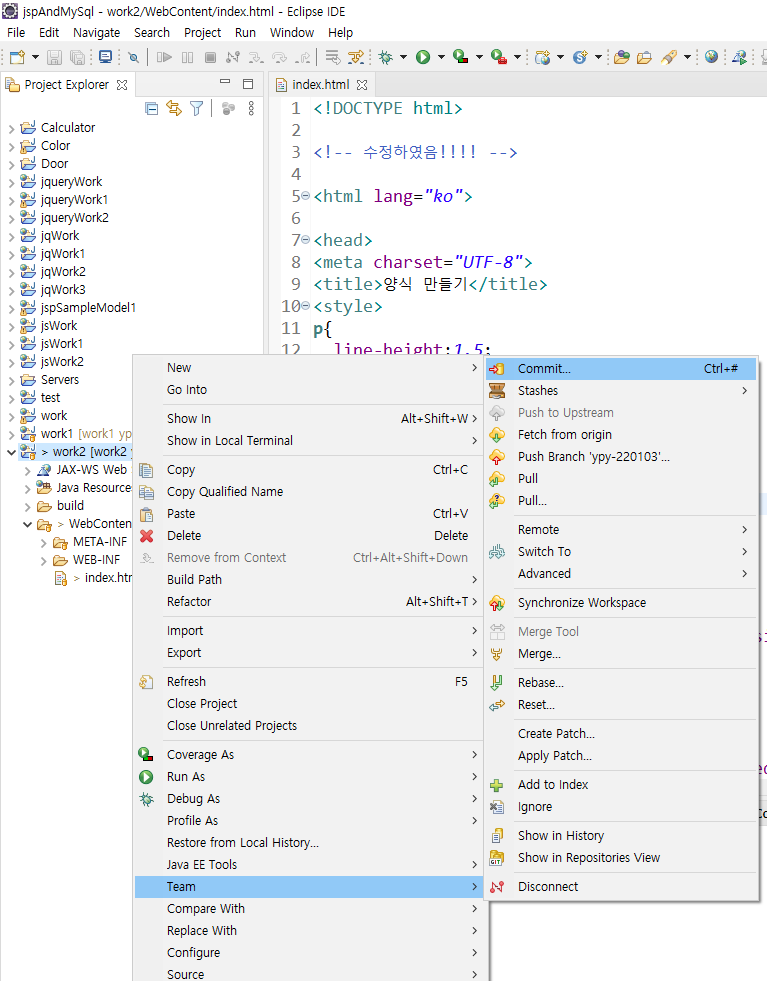 jspAndMySql - work2/WebContent/index.html - Eclipse IDE
File Edit Navigate Search Project Run Window Help
Project Explorer
index.html
Calculator
Color
Door
jqueryWork
jqueryWork1
jqueryWork2
jqWork
jqWork1
jqWork2
jqWork3
jspSampleModel1
jsWork
jsWork1
jsWork2
Servers
test
work
work1 [work1 yp
> work2 [work2 y
JAX-WS Web
Java Resource
build
> WebConten
META-INF
WEB-INF
> index.htm
1 <!DOCTYPE html>
2
3 <!-- 수정하였음!!!! -->
4
5 <html lang="ko">
6
7 <head>
8 <meta charset="UTF-8">
9 <title>양식 만들기</title>
10 <style>
11 p{
12 line-height:1.5;
New
Go Into
Show In Alt+Shift+W
Show in Local Terminal
Copy Ctrl+C
Copy Qualified Name
Paste Ctrl+V
Delete Delete
Remove from Context Ctrl+Alt+Shift+Down
Build Path
Refactor Alt+Shift+T
Import
Export
Refresh F5
Close Project
Close Unrelated Projects
Coverage As
Run As
Debug As
Profile As
Restore from Local History...
Java EE Tools
Team
Compare With
Replace With
Configure
Source
Commit... Ctrl+#
Stashes
Push to Upstream
Fetch from origin
Push Branch 'ypy-220103'...
Pull
Pull...
Remote
Switch To
Advanced
Synchronize Workspace
Merge Tool
Merge...
Rebase...
Reset...
Create Patch...
Apply Patch...
Add to Index
Ignore
Show in History
GIT Show in Repositories View
Disconnect